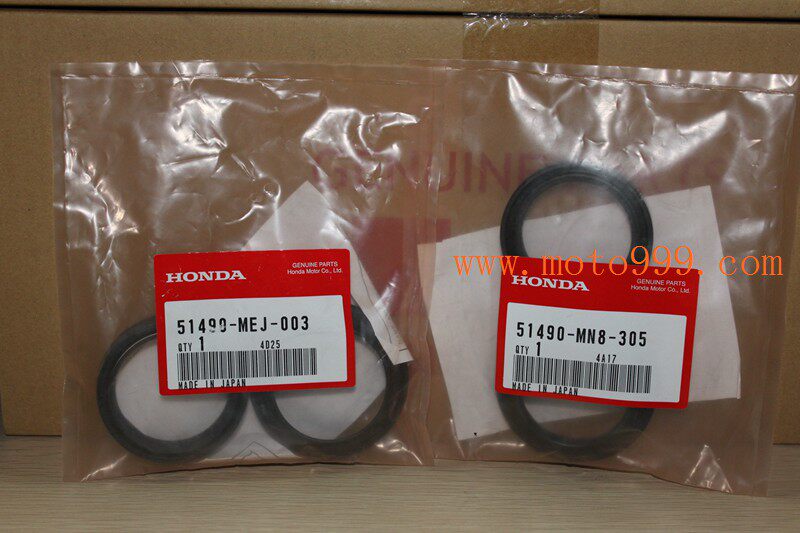 GENUINE PARTS
www.moto999.com
HONDA
GENUINE PARTS
Honda Motor Co., Ltd.
51490-MEJ-003
QTY 1
4D25
MADE IN JAPAN
HONDA
GENUINE PARTS
Honda Motor Co., Ltd.
51490-MN8-305
QTY 1
4A17
MADE IN JAPAN